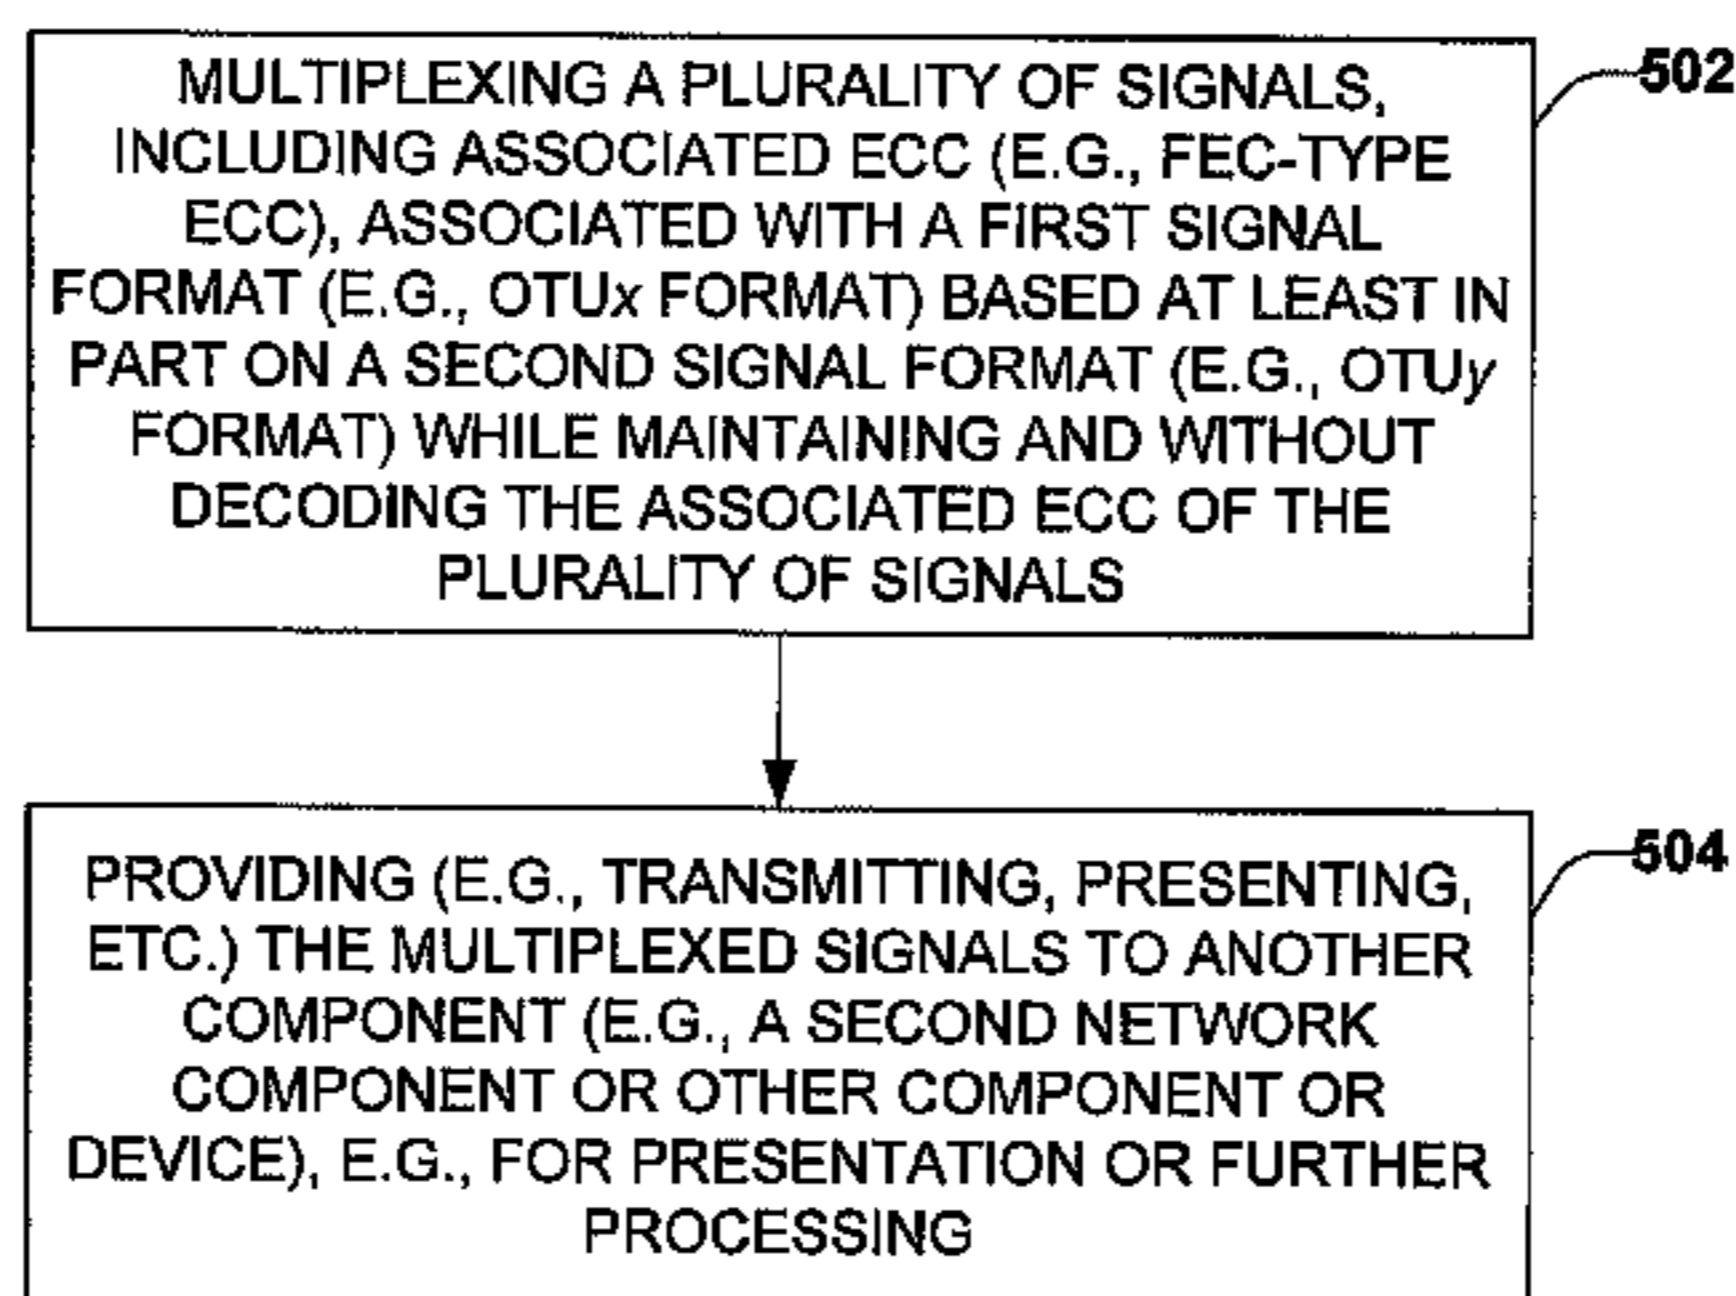 MULTIPLEXING A PLURALITY OF SIGNALS,
INCLUDING ASSOCIATED ECC (E.G., FEC-TYPE
ECC), ASSOCIATED WITH A FIRST SIGNAL
FORMAT (E.G., OTUx FORMAT) BASED AT LEAST IN
PART ON A SECOND SIGNAL FORMAT (E.G., OTUy
FORMAT) WHILE MAINTAINING AND WITHOUT
DECODING THE ASSOCIATED ECC OF THE
PLURALITY OF SIGNALS
502
PROVIDING (E.G., TRANSMITTING, PRESENTING,
ETC.) THE MULTIPLEXED SIGNALS TO ANOTHER
COMPONENT (E.G., A SECOND NETWORK
COMPONENT OR OTHER COMPONENT OR
DEVICE), E.G., FOR PRESENTATION OR FURTHER
PROCESSING
504